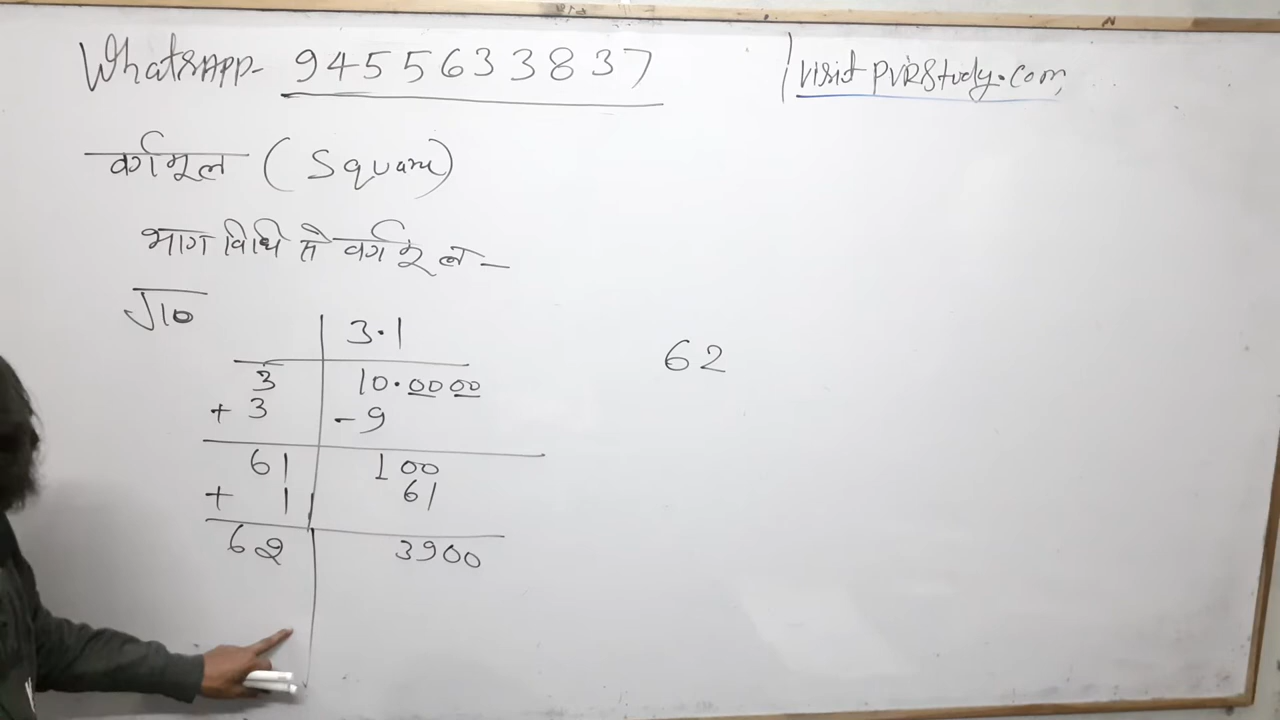 WhatsApp- 9455633837
visit PVRStudy.com,
वर्गमूल (Square)
भाग विधि से वर्गमूल-
√10
3.1
3 10.0000
+ 3 - 9
61 100
+ 1 61
62 3900
62